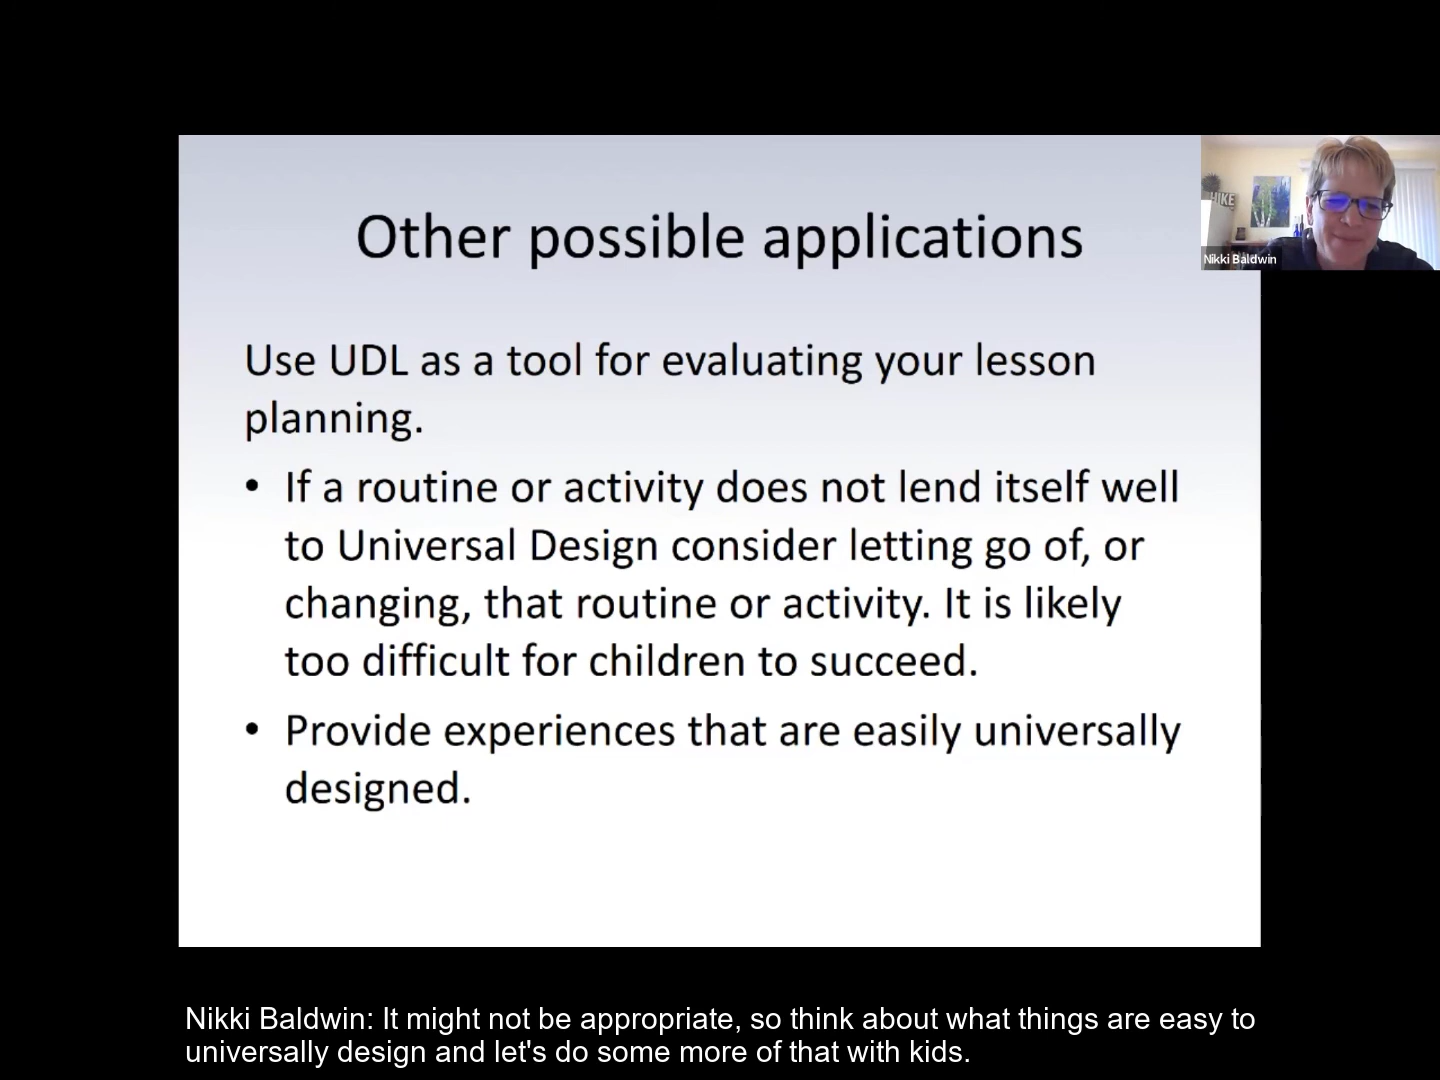 Other possible applications
HIKE
Nikki Baldwin
Use UDL as a tool for evaluating your lesson
planning.
• If a routine or activity does not lend itself well
to Universal Design consider letting go of, or
changing, that routine or activity. It is likely
too difficult for children to succeed.
• Provide experiences that are easily universally
designed.
Nikki Baldwin: It might not be appropriate, so think about what things are easy to
universally design and let's do some more of that with kids.